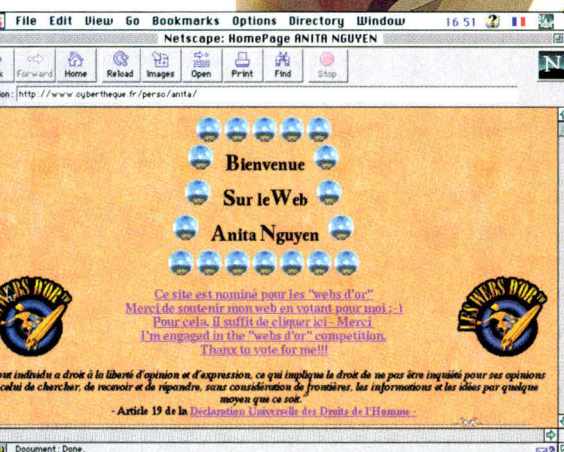 File Edit View Go Bookmarks Options Directory Window 16 51
Netscape: HomePage ANITA NGUYEN
Forward Home Reload Images Open Print Find Stop
N
http://www.cybertheque.fr/perso/anita/
Bienvenue
Sur le Web
Anita Nguyen
WEBS D'OR
LES WEBS D'OR
Ce site est nominé pour les "webs d'or"
Merci de soutenir mon web en votant pour moi ;-)
Pour cela, il suffit de cliquer ici - Merci
I'm engaged in the "webs d'or" competition.
Thanx to vote for me!!!
individu a droit à la liberté d'opinion et d'expression, ce qui implique le droit de ne pas être inquiété pour ses opinions
celui de chercher, de recevoir et de répandre, sans considération de frontières, les informations et les idées par quelque
moyen que ce soit."
- Article 19 de la Déclaration Universelle des Droits de l'Homme -
Document: Done.